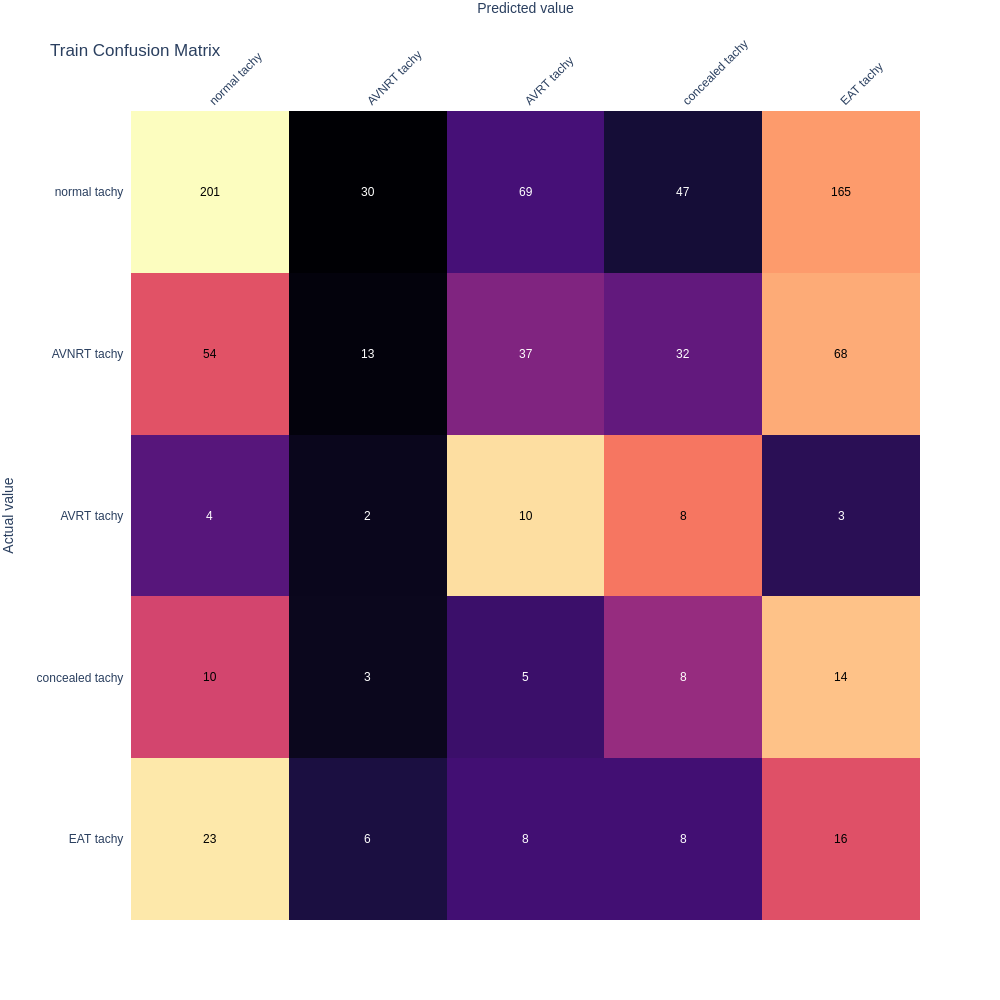 Predicted value
Train Confusion Matrix
normal tachy
AVNRT tachy
AVRT tachy
concealed tachy
EAT tachy
normal tachy 201 30 69 47 165
AVNRT tachy 54 13 37 32 68
Actual value
AVRT tachy 4 2 10 8 3
concealed tachy 10 3 5 8 14
EAT tachy 23 6 8 8 16